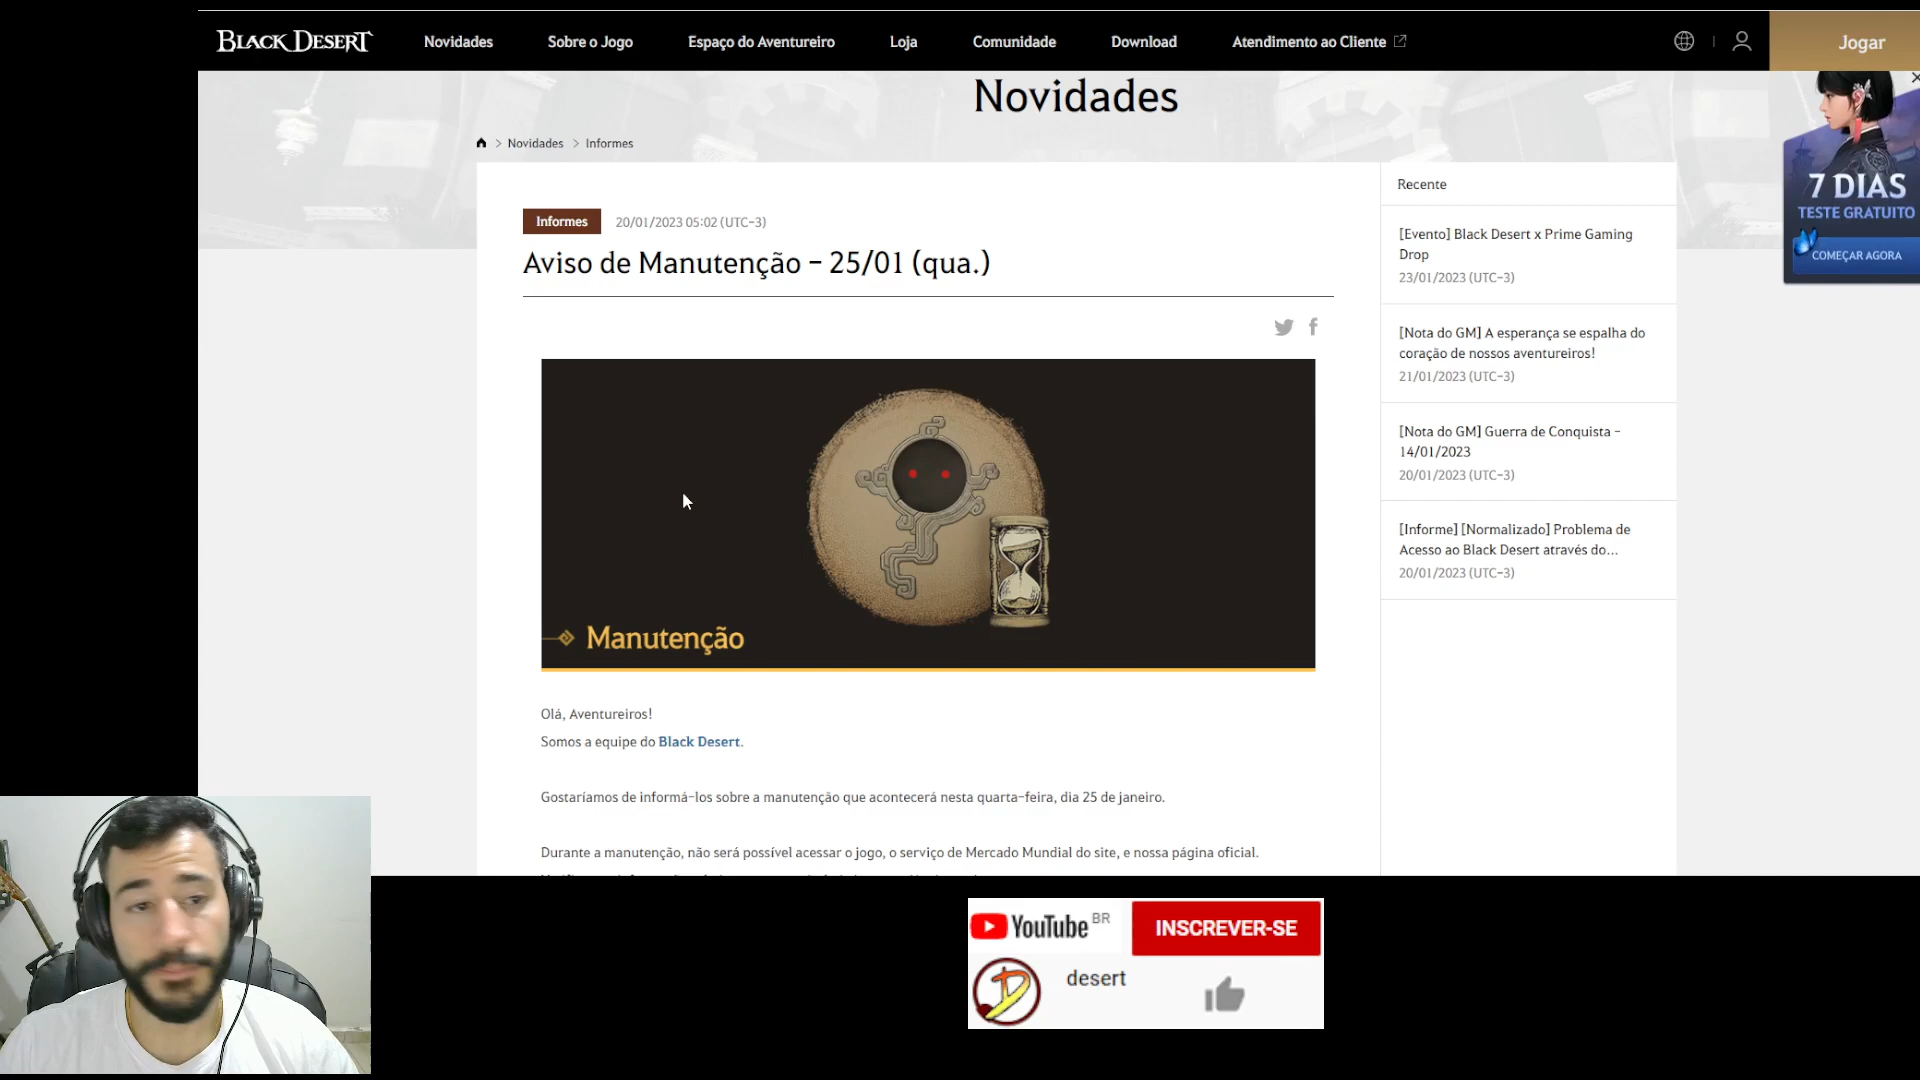 BLACK DESERT
Novidades
Sobre o Jogo
Espaço do Aventureiro
Loja
Comunidade
Download
Atendimento ao Cliente
Jogar
Novidades
> Novidades > Informes
Informes
20/01/2023 05:02 (UTC-3)
Aviso de Manutenção - 25/01 (qua.)
Manutenção
Olá, Aventureiros!
Somos a equipe do Black Desert.
Gostaríamos de informá-los sobre a manutenção que acontecerá nesta quarta-feira, dia 25 de janeiro.
Durante a manutenção, não será possível acessar o jogo, o serviço de Mercado Mundial do site, e nossa página oficial.
Recente
[Evento] Black Desert x Prime Gaming
Drop
23/01/2023 (UTC-3)
[Nota do GM] A esperança se espalha do
coração de nossos aventureiros!
21/01/2023 (UTC-3)
[Nota do GM] Guerra de Conquista -
14/01/2023
20/01/2023 (UTC-3)
[Informe] [Normalizado] Problema de
Acesso ao Black Desert através do...
20/01/2023 (UTC-3)
7 DIAS
TESTE GRATUITO
COMEÇAR AGORA
YouTube BR
INSCREVER-SE
desert